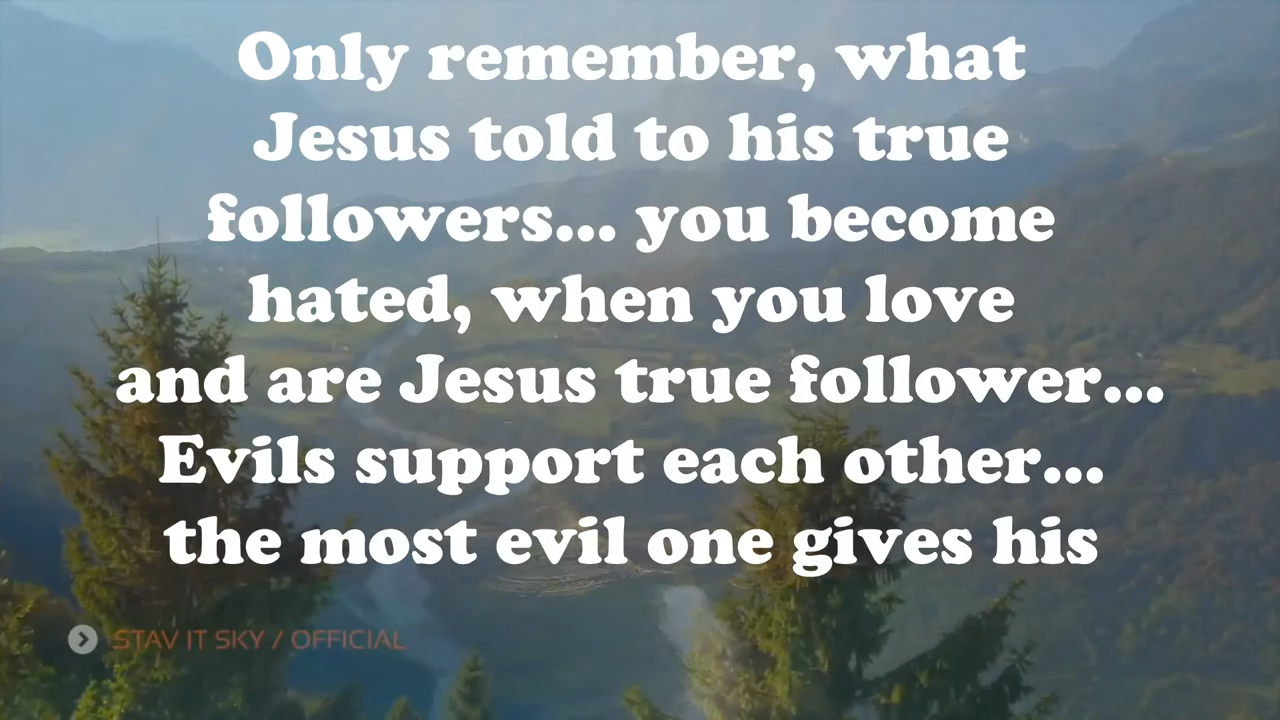 Only remember, what
Jesus told to his true
followers... you become
hated, when you love
and are Jesus true follower...
Evils support each other...
the most evil one gives his
STAV IT SKY / OFFICIAL